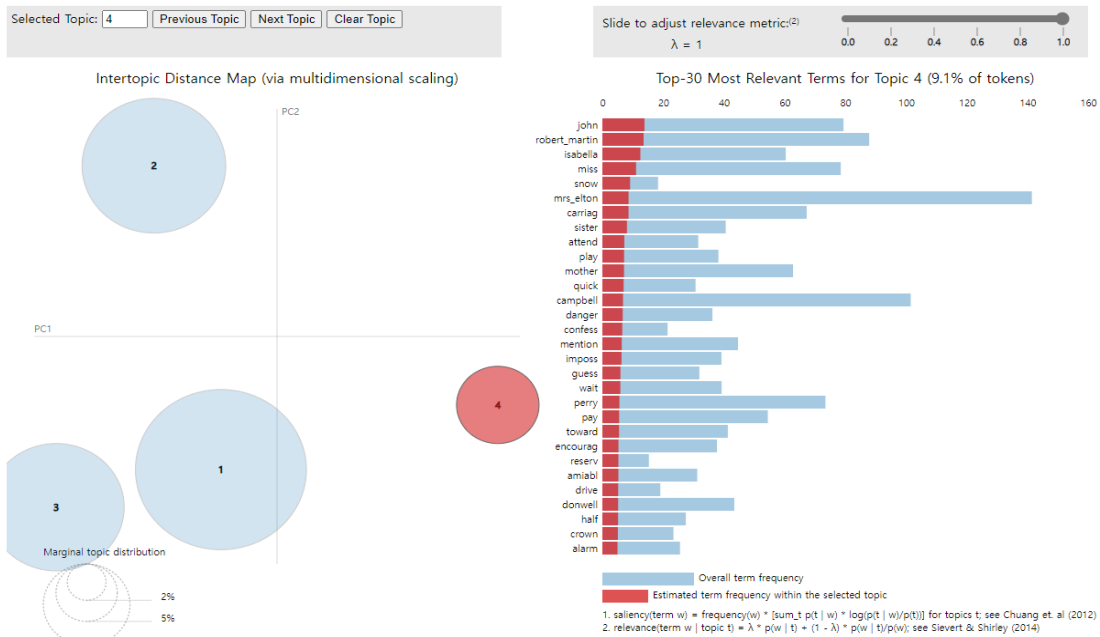 Selected Topic: 4 Previous Topic Next Topic Clear Topic
Slide to adjust relevance metric:(2)
λ = 1
0.0 0.2 0.4 0.6 0.8 1.0
Intertopic Distance Map (via multidimensional scaling)
PC2
PC1
2
4
1
3
Marginal topic distribution
2%
5%
Top-30 Most Relevant Terms for Topic 4 (9.1% of tokens)
0 20 40 60 80 100 120 140 160
john
robert_martin
isabella
miss
snow
mrs_elton
carriag
sister
attend
play
mother
quick
campbell
danger
confess
mention
imposs
guess
wait
perry
pay
toward
encourag
reserv
amiabl
drive
donwell
half
crown
alarm
Overall term frequency
Estimated term frequency within the selected topic
1. saliency(term w) = frequency(w) * [sum_t p(t | w) * log(p(t | w)/p(t))] for topics t; see Chuang et. al (2012)
2. relevance(term w | topic t) = λ * p(w | t) + (1 - λ) * p(w | t)/p(w); see Sievert & Shirley (2014)